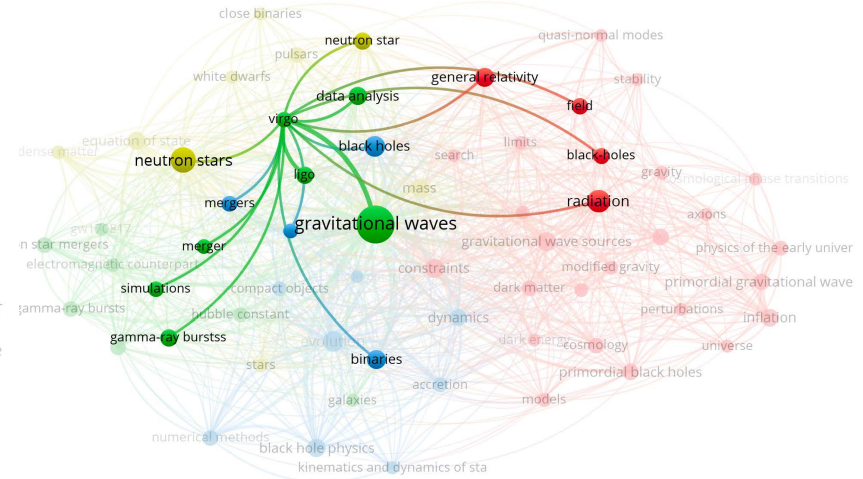 close binaries
neutron star
quasi-normal modes
pulsars
white dwarfs
general relativity
stability
data analysis
field
virgo
equation of state
limits
dense matter
neutron stars
black holes
search
black-holes
ligo
gravity
phase transitions
mass
mergers
radiation
axions
gravitational waves
merger
n star mergers
gravitational wave sources
physics of the early univer
electromagnetic counterpart
constraints
modified gravity
simulations
compact objects
dark matter
primordial gravitational wave
gamma-ray bursts
hubble constant
dynamics
perturbations
inflation
gamma-ray burstss
dark energy
cosmology
universe
binaries
stars
primordial black holes
accretion
galaxies
models
numerical methods
black hole physics
kinematics and dynamics of sta